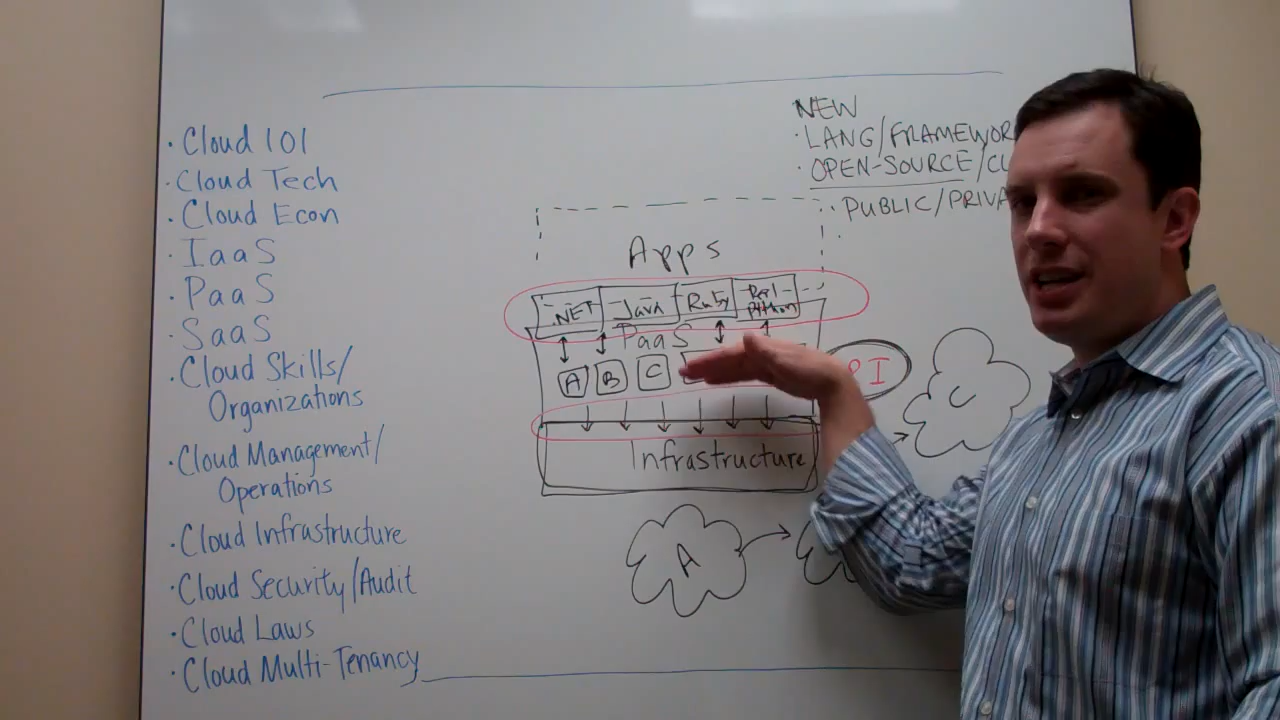 · Cloud 101
· Cloud Tech
· Cloud Econ
· IaaS
· PaaS
· SaaS
· Cloud Skills/
Organizations
· Cloud Management/
Operations
· Cloud Infrastructure
· Cloud Security/Audit
· Cloud Laws
· Cloud Multi-Tenancy
NEW
· LANG/FRAMEWOR
· OPEN-SOURCE/CL
· PUBLIC/PRIVA
Apps
.NET Java Ruby Perl
Python
PaaS
A B C
PI
Infrastructure
C
A